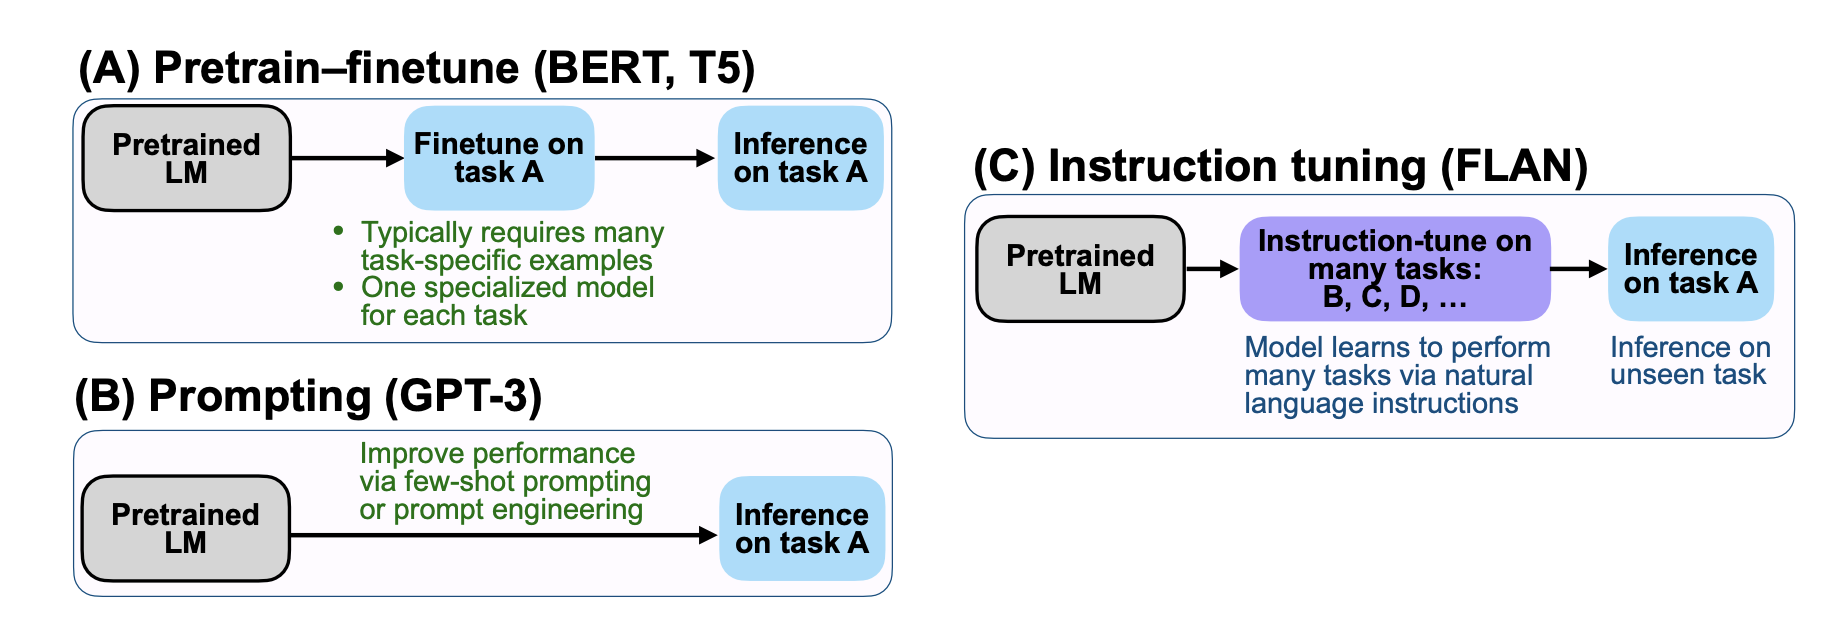 (A) Pretrain–finetune (BERT, T5)
Pretrained
LM
Finetune on
task A
Inference
on task A
• Typically requires many
task-specific examples
• One specialized model
for each task
(B) Prompting (GPT-3)
Pretrained
LM
Improve performance
via few-shot prompting
or prompt engineering
Inference
on task A
(C) Instruction tuning (FLAN)
Pretrained
LM
Instruction-tune on
many tasks:
B, C, D, …
Inference
on task A
Model learns to perform
many tasks via natural
language instructions
Inference on
unseen task